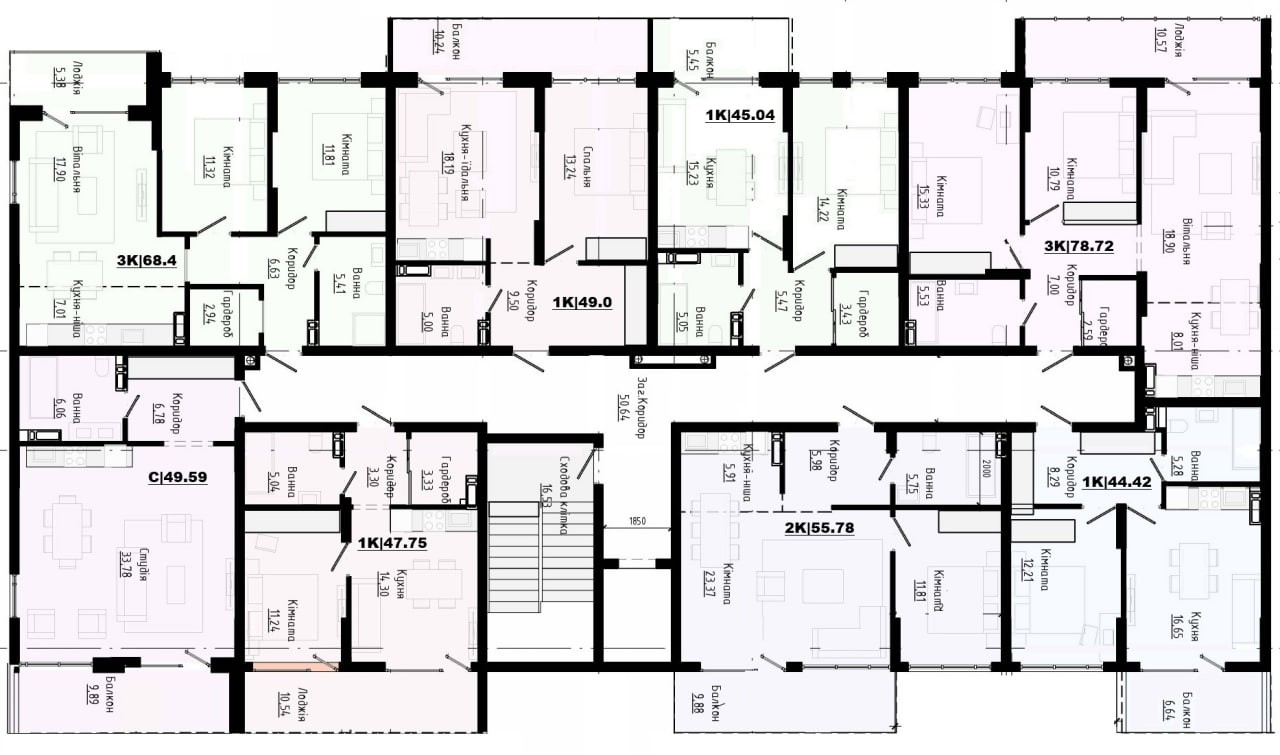 Лоджія
5.38
Вітальня
17.90
Кухня-ніша
7.01
Кімната
11.32
Кімната
11.81
3К|68.4
Коридор
6.63
Гардероб
2.94
Ванна
5.41
Балкон
10.24
Кухня-їдальня
18.19
Спальня
13.24
Ванна
5.00
Коридор
9.50
1К|49.0
Балкон
5.45
1К|45.04
Кухня
15.23
Кімната
14.22
Ванна
5.05
Коридор
5.47
Гардероб
3.43
Лоджія
10.57
Кімната
15.33
Кімната
10.79
Вітальня
18.90
3К|78.72
Ванна
5.53
Коридор
7.00
Гардероб
2.59
Кухня-ніша
8.01
Заг.Коридор
50.64
Ванна
6.06
Коридор
6.78
С|49.59
Студія
33.78
Балкон
9.89
Ванна
5.04
Коридор
3.30
Гардероб
3.33
1К|47.75
Кімната
11.24
Кухня
14.30
Лоджія
10.54
Сходова клітка
16.53
1850
Кухня-ніша
5.91
Коридор
5.98
Ванна
5.75
2000
2К|55.78
Кімната
23.37
Кімната
11.81
Балкон
9.88
Коридор
8.29
Ванна
5.28
1К|44.42
Кімната
12.21
Кухня
16.65
Балкон
6.64